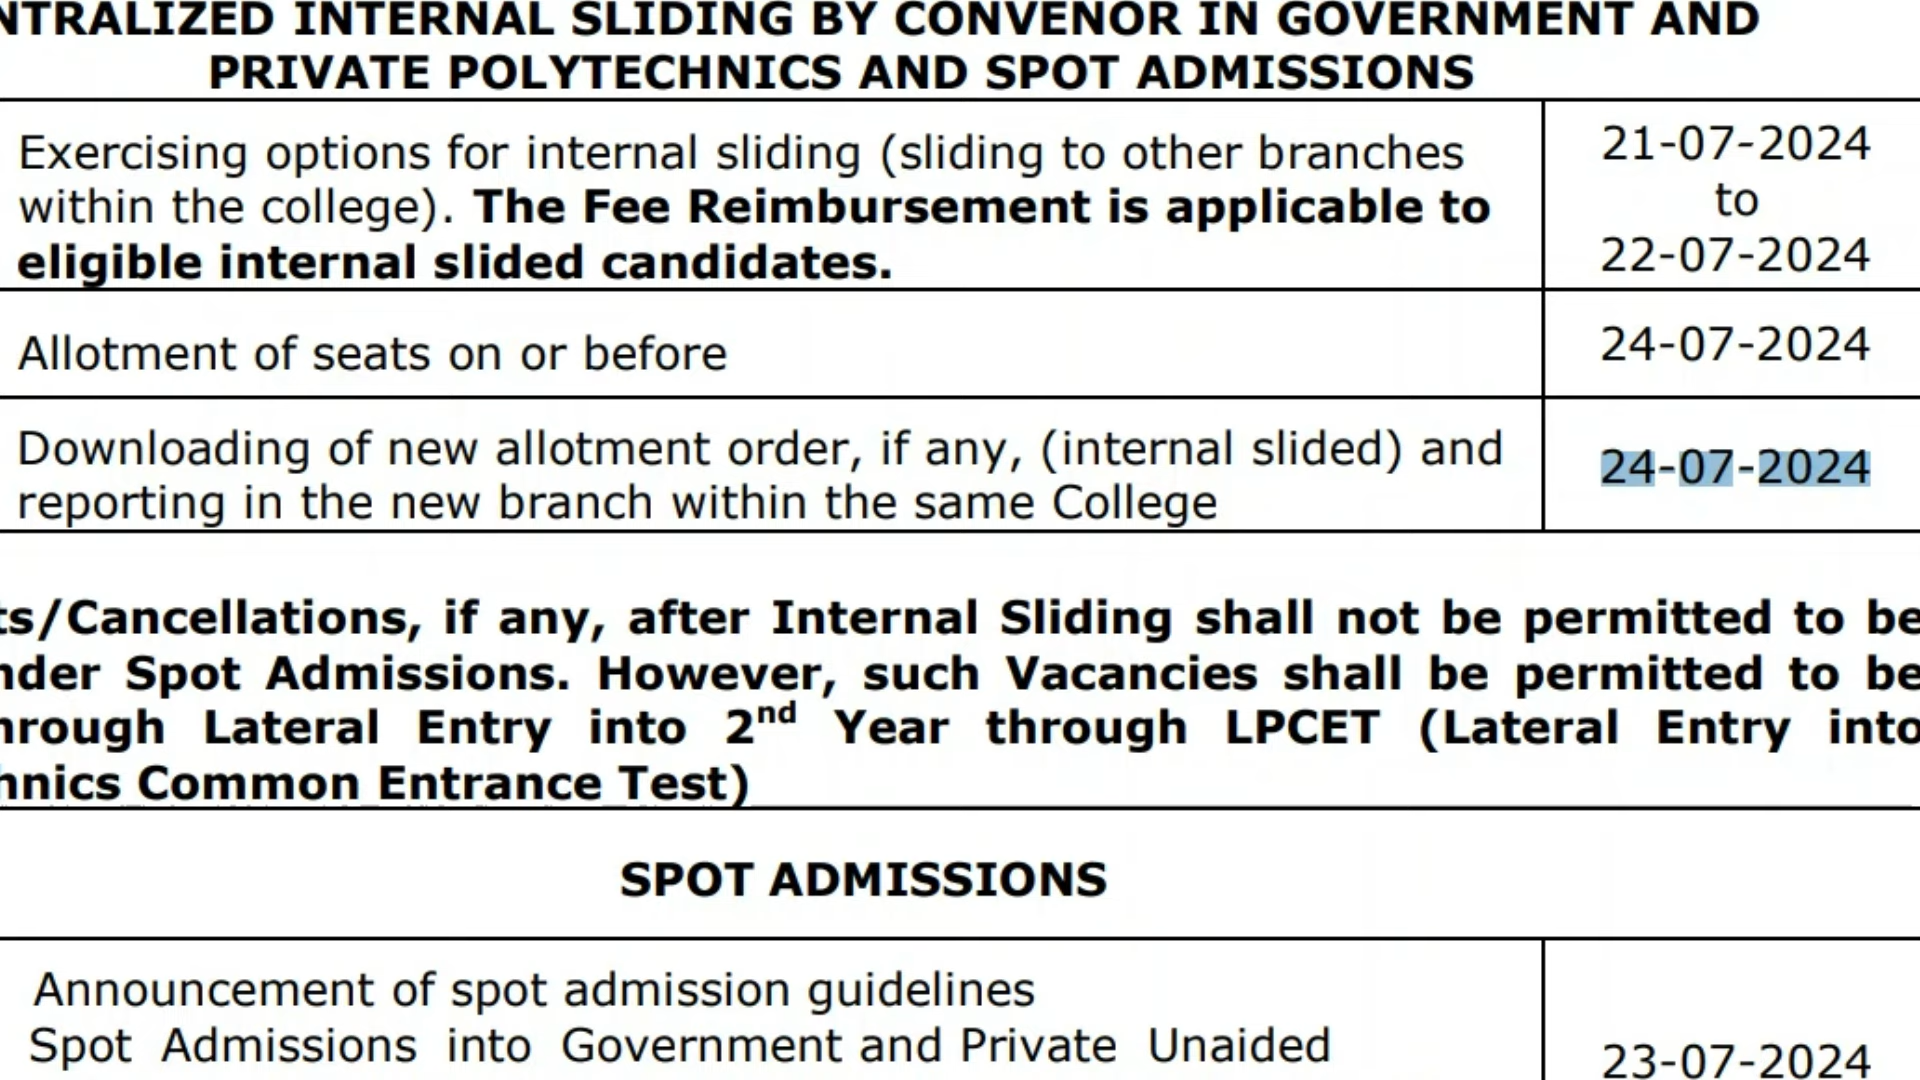 NTRALIZED INTERNAL SLIDING BY CONVENOR IN GOVERNMENT AND
PRIVATE POLYTECHNICS AND SPOT ADMISSIONS
Exercising options for internal sliding (sliding to other branches
within the college). The Fee Reimbursement is applicable to
eligible internal slided candidates.
21-07-2024
to
22-07-2024
Allotment of seats on or before
24-07-2024
Downloading of new allotment order, if any, (internal slided) and
reporting in the new branch within the same College
24-07-2024
ts/Cancellations, if any, after Internal Sliding shall not be permitted to be
nder Spot Admissions. However, such Vacancies shall be permitted to be
hrough Lateral Entry into 2nd Year through LPCET (Lateral Entry into
hnics Common Entrance Test)
SPOT ADMISSIONS
Announcement of spot admission guidelines
Spot Admissions into Government and Private Unaided
23-07-2024